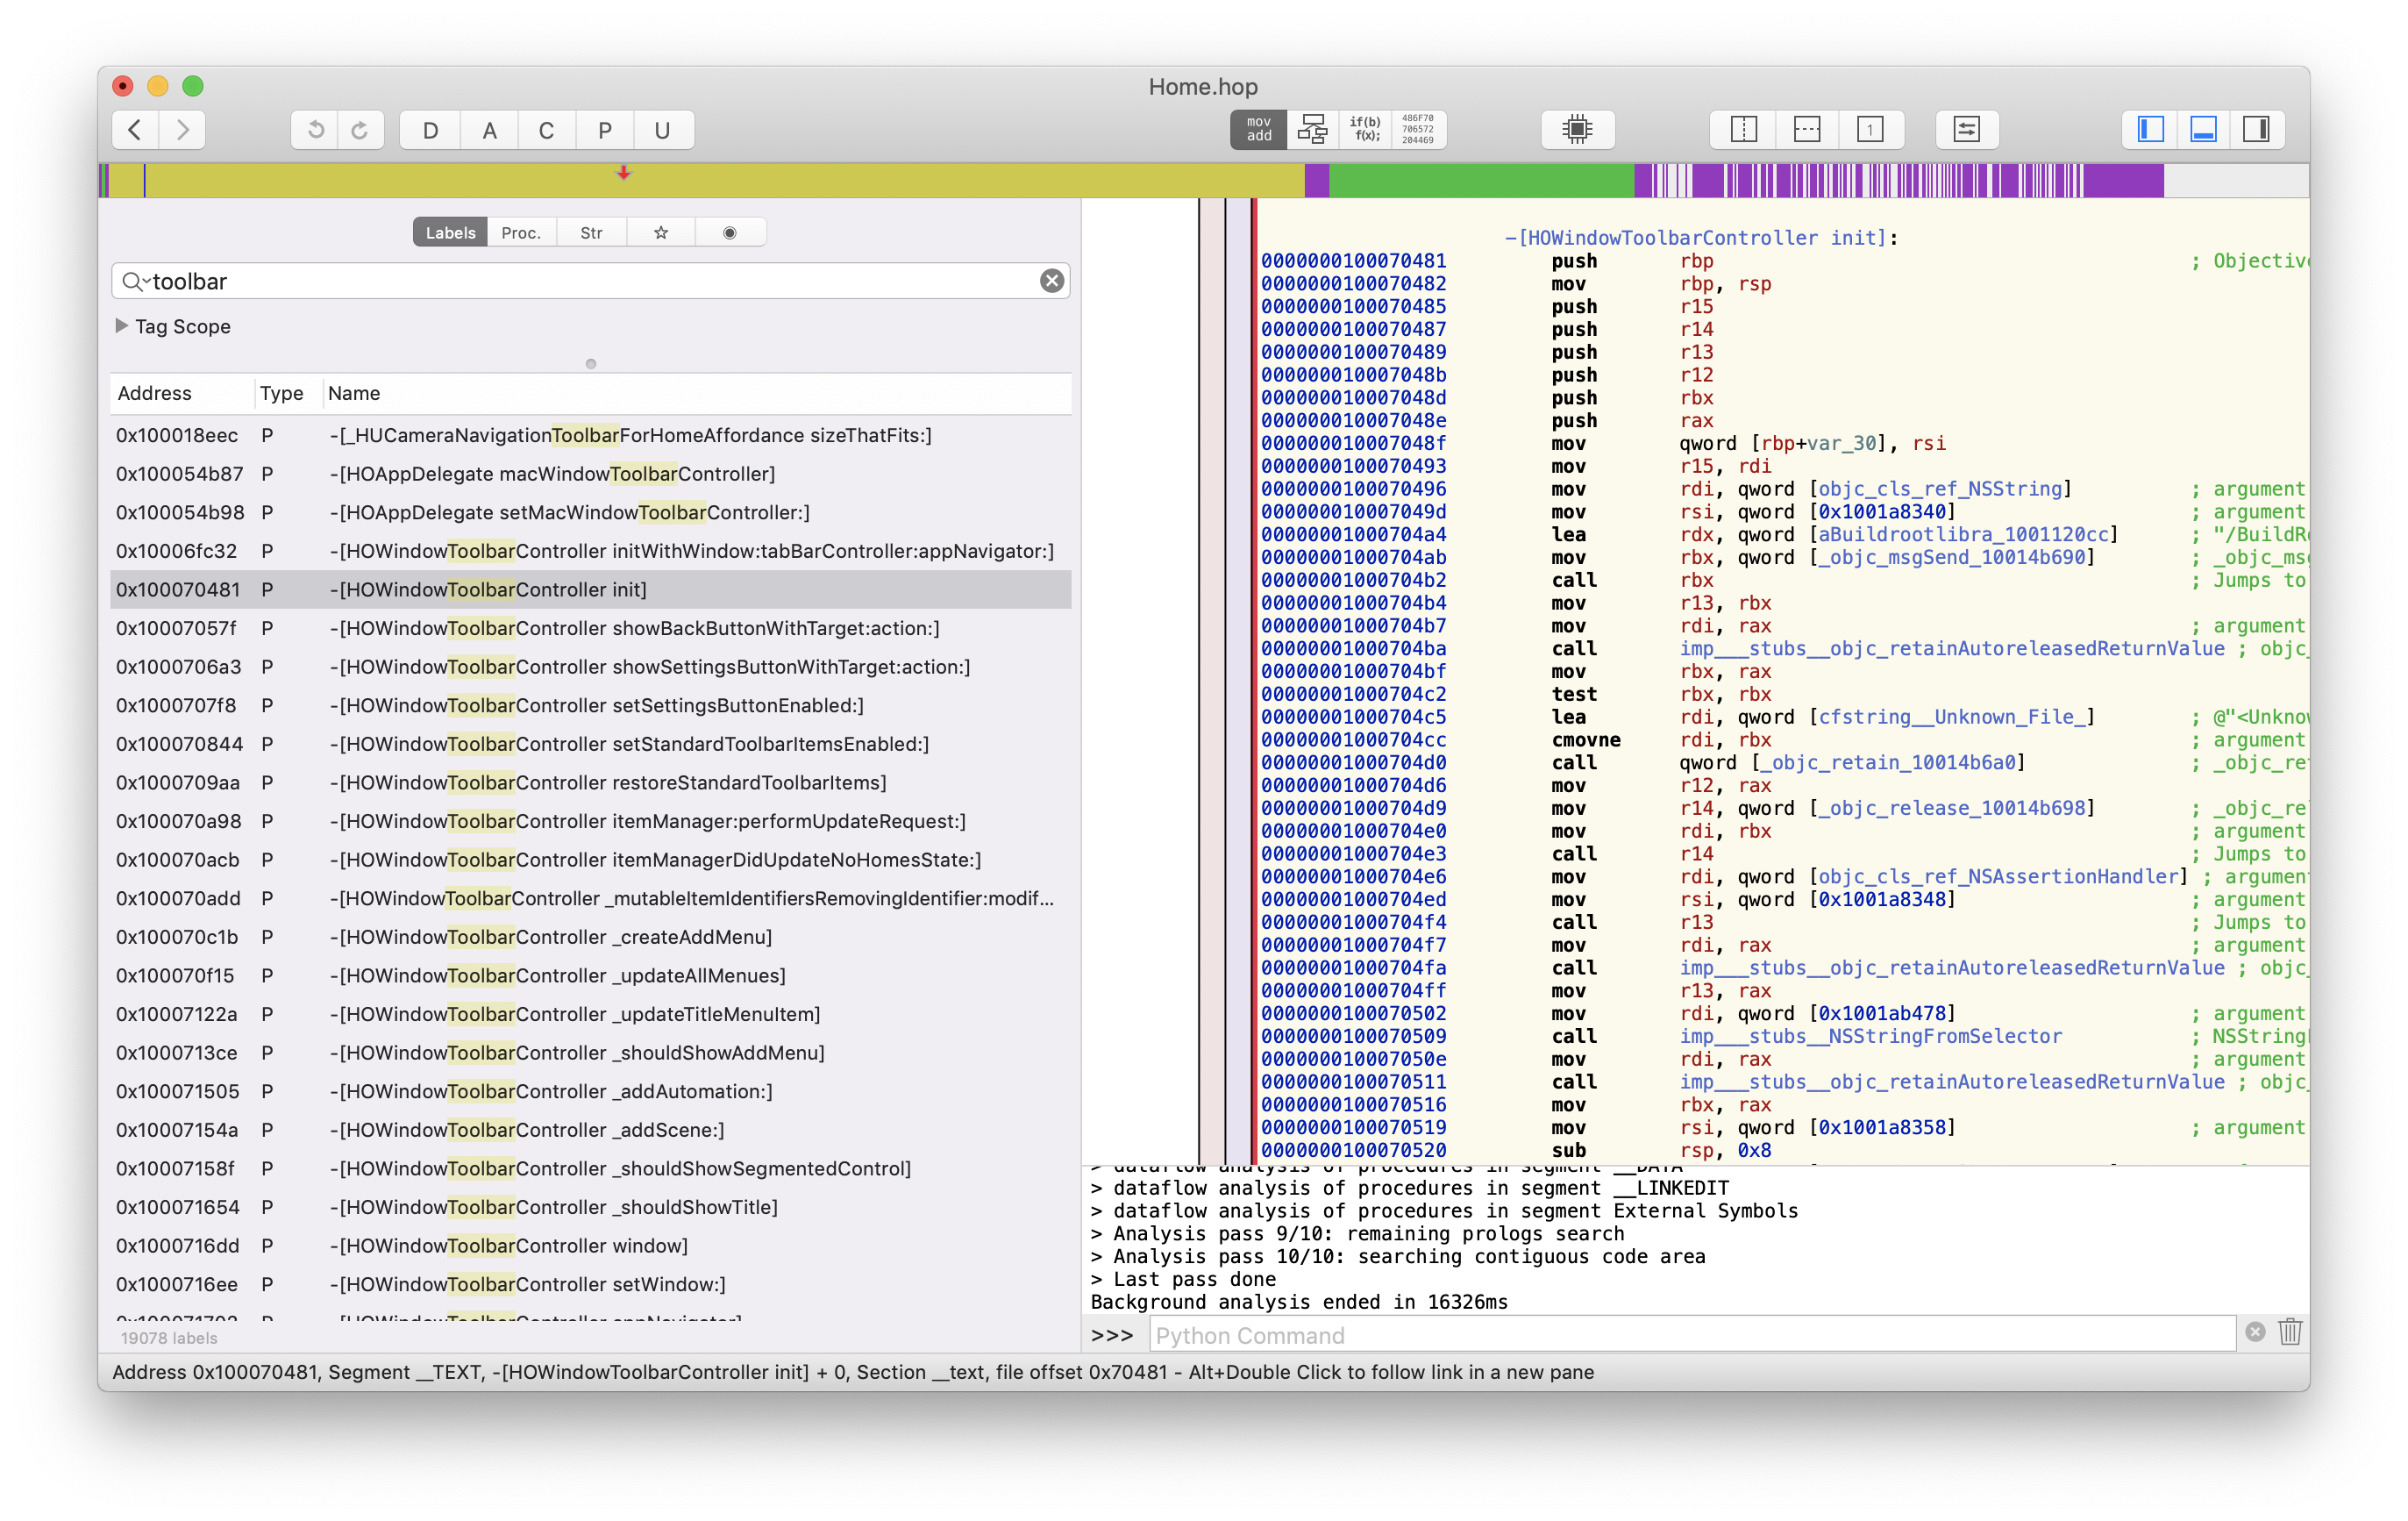 Home.hop
D A C P U
mov add
if(b) f(x);
486F70 706572 204469
1
Labels Proc. Str
toolbar
Tag Scope
Address Type Name
0x100018eec P -[_HUCameraNavigationToolbarForHomeAffordance sizeThatFits:]
0x100054b87 P -[HOAppDelegate macWindowToolbarController]
0x100054b98 P -[HOAppDelegate setMacWindowToolbarController:]
0x10006fc32 P -[HOWindowToolbarController initWithWindow:tabBarController:appNavigator:]
0x100070481 P -[HOWindowToolbarController init]
0x10007057f P -[HOWindowToolbarController showBackButtonWithTarget:action:]
0x1000706a3 P -[HOWindowToolbarController showSettingsButtonWithTarget:action:]
0x1000707f8 P -[HOWindowToolbarController setSettingsButtonEnabled:]
0x100070844 P -[HOWindowToolbarController setStandardToolbarItemsEnabled:]
0x1000709aa P -[HOWindowToolbarController restoreStandardToolbarItems]
0x100070a98 P -[HOWindowToolbarController itemManager:performUpdateRequest:]
0x100070acb P -[HOWindowToolbarController itemManagerDidUpdateNoHomesState:]
0x100070add P -[HOWindowToolbarController _mutableItemIdentifiersRemovingIdentifier:modif...
0x100070c1b P -[HOWindowToolbarController _createAddMenu]
0x100070f15 P -[HOWindowToolbarController _updateAllMenues]
0x10007122a P -[HOWindowToolbarController _updateTitleMenuItem]
0x1000713ce P -[HOWindowToolbarController _shouldShowAddMenu]
0x100071505 P -[HOWindowToolbarController _addAutomation:]
0x10007154a P -[HOWindowToolbarController _addScene:]
0x10007158f P -[HOWindowToolbarController _shouldShowSegmentedControl]
0x100071654 P -[HOWindowToolbarController _shouldShowTitle]
0x1000716dd P -[HOWindowToolbarController window]
0x1000716ee P -[HOWindowToolbarController setWindow:]
19078 labels
-[HOWindowToolbarController init]:
0000000100070481 push rbp ; Objectiv
0000000100070482 mov rbp, rsp
0000000100070485 push r15
0000000100070487 push r14
0000000100070489 push r13
000000010007048b push r12
000000010007048d push rbx
000000010007048e push rax
000000010007048f mov qword [rbp+var_30], rsi
0000000100070493 mov r15, rdi
0000000100070496 mov rdi, qword [objc_cls_ref_NSString] ; argument
000000010007049d mov rsi, qword [0x1001a8340] ; argument
00000001000704a4 lea rdx, qword [aBuildrootlibra_1001120cc] ; "/BuildR
00000001000704ab mov rbx, qword [_objc_msgSend_10014b690] ; _objc_ms
00000001000704b2 call rbx ; Jumps to
00000001000704b4 mov r13, rbx
00000001000704b7 mov rdi, rax ; argument
00000001000704ba call imp___stubs__objc_retainAutoreleasedReturnValue ; objc_
00000001000704bf mov rbx, rax
00000001000704c2 test rbx, rbx
00000001000704c5 lea rdi, qword [cfstring__Unknown_File_] ; @"<Unkno
00000001000704cc cmovne rdi, rbx ; argument
00000001000704d0 call qword [_objc_retain_10014b6a0] ; _objc_re
00000001000704d6 mov r12, rax
00000001000704d9 mov r14, qword [_objc_release_10014b698] ; _objc_re
00000001000704e0 mov rdi, rbx ; argument
00000001000704e3 call r14 ; Jumps to
00000001000704e6 mov rdi, qword [objc_cls_ref_NSAssertionHandler] ; argument
00000001000704ed mov rsi, qword [0x1001a8348] ; argument
00000001000704f4 call r13 ; Jumps to
00000001000704f7 mov rdi, rax ; argument
00000001000704fa call imp___stubs__objc_retainAutoreleasedReturnValue ; objc_
00000001000704ff mov r13, rax
0000000100070502 mov rdi, qword [0x1001ab478] ; argument
0000000100070509 call imp___stubs__NSStringFromSelector ; NSString
000000010007050e mov rdi, rax ; argument
0000000100070511 call imp___stubs__objc_retainAutoreleasedReturnValue ; objc_
0000000100070516 mov rbx, rax
0000000100070519 mov rsi, qword [0x1001a8358] ; argument
0000000100070520 sub rsp, 0x8
> dataflow analysis of procedures in segment __DATA
> dataflow analysis of procedures in segment __LINKEDIT
> dataflow analysis of procedures in segment External Symbols
> Analysis pass 9/10: remaining prologs search
> Analysis pass 10/10: searching contiguous code area
> Last pass done
Background analysis ended in 16326ms
>>> Python Command
Address 0x100070481, Segment __TEXT, -[HOWindowToolbarController init] + 0, Section __text, file offset 0x70481 - Alt+Double Click to follow link in a new pane